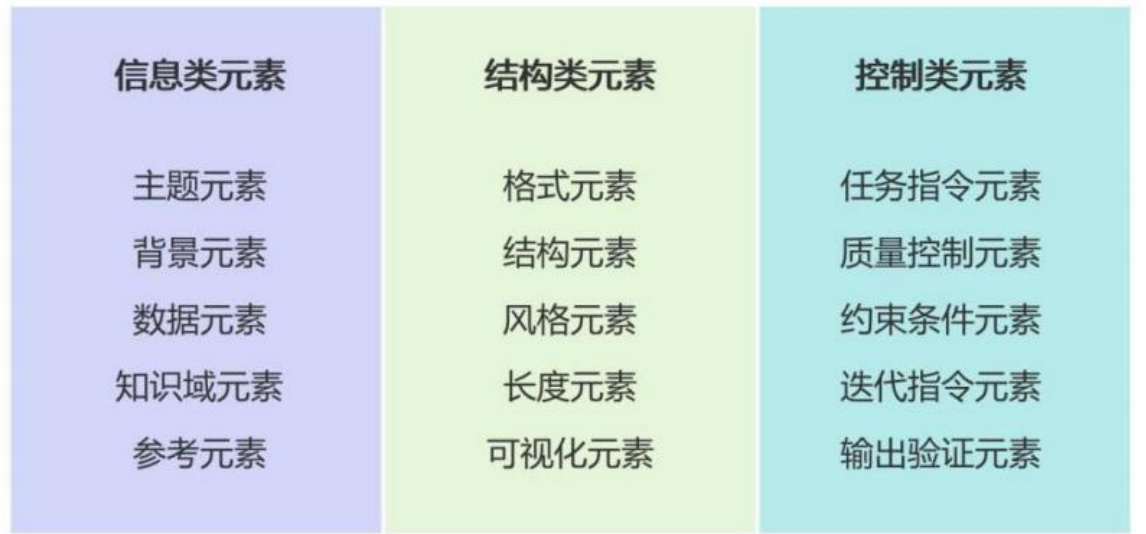 信息类元素
主题元素
背景元素
数据元素
知识域元素
参考元素
结构类元素
格式元素
结构元素
风格元素
长度元素
可视化元素
控制类元素
任务指令元素
质量控制元素
约束条件元素
迭代指令元素
输出验证元素